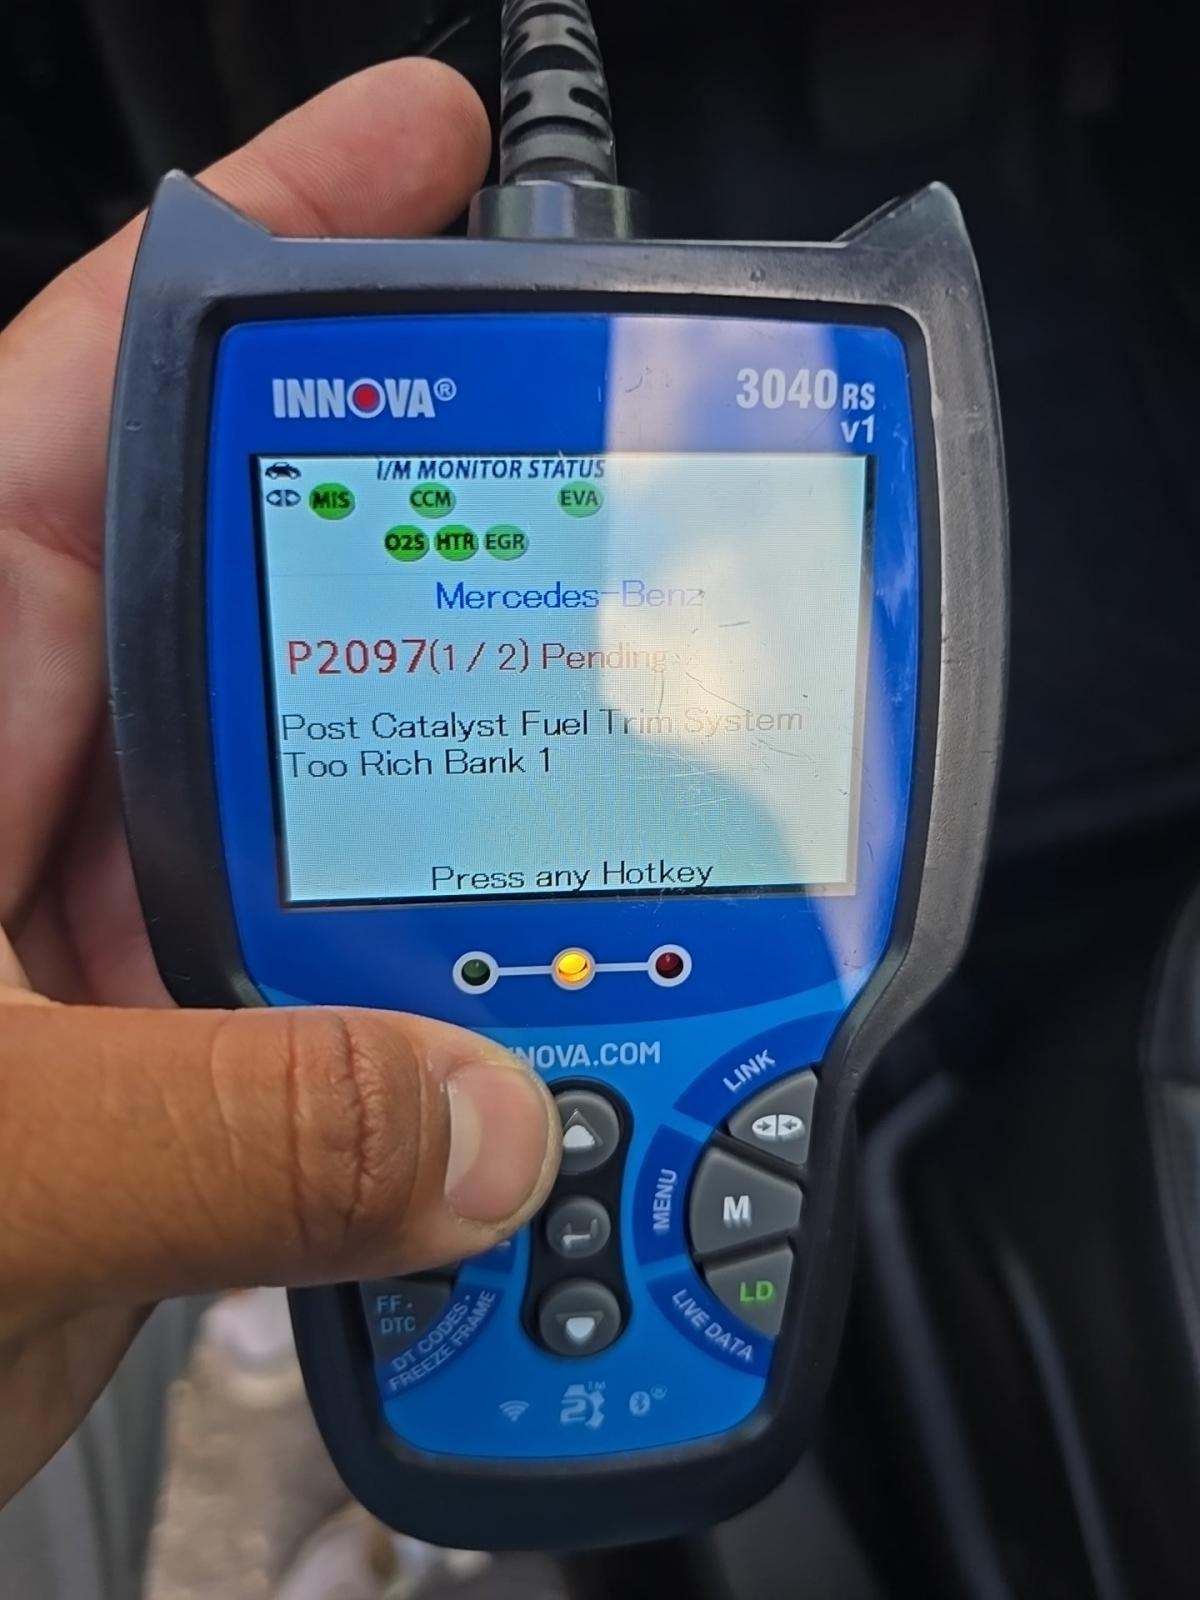 INNOVA®
3040RS
v1
I/M MONITOR STATUS
MIS CCM EVA
O2S HTR EGR
Mercedes-Benz
P2097(1/2) Pending
Post Catalyst Fuel Trim System
Too Rich Bank 1
Press any Hotkey
INNOVA.COM
LINK
MENU
M
LD
LIVE DATA
FF·
DTC
DT CODES·
FREEZE FRAME